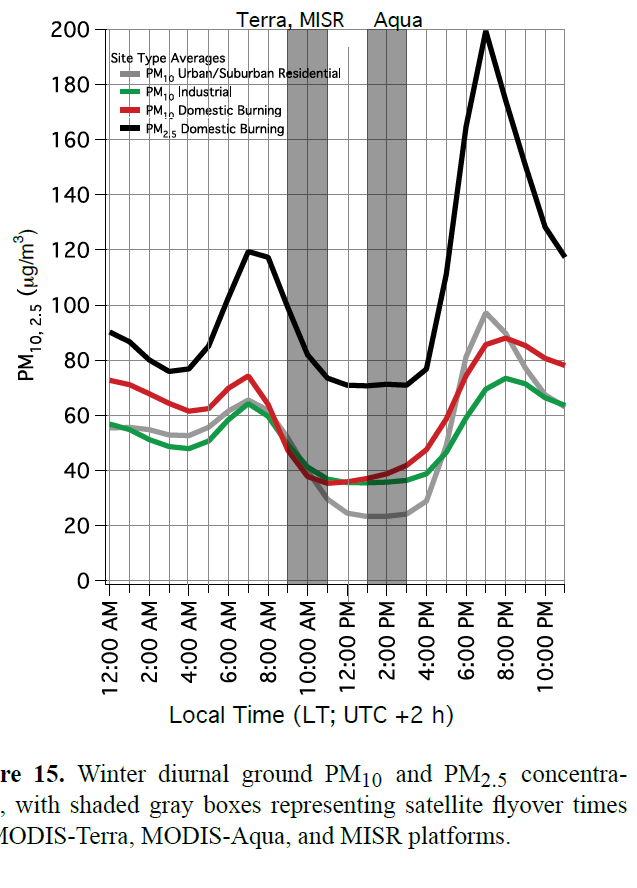 Terra, MISR Aqua
200
180
160
140
120
100
80
60
40
20
0
PM10, 2.5 (µg/m3)
Site Type Averages
PM10 Urban/Suburban Residential
PM10 Industrial
PM10 Domestic Burning
PM2.5 Domestic Burning
12:00 AM
2:00 AM
4:00 AM
6:00 AM
8:00 AM
10:00 AM
12:00 PM
2:00 PM
4:00 PM
6:00 PM
8:00 PM
10:00 PM
Local Time (LT; UTC +2 h)
re 15. Winter diurnal ground PM10 and PM2.5 concentra-
, with shaded gray boxes representing satellite flyover times
MODIS-Terra, MODIS-Aqua, and MISR platforms.